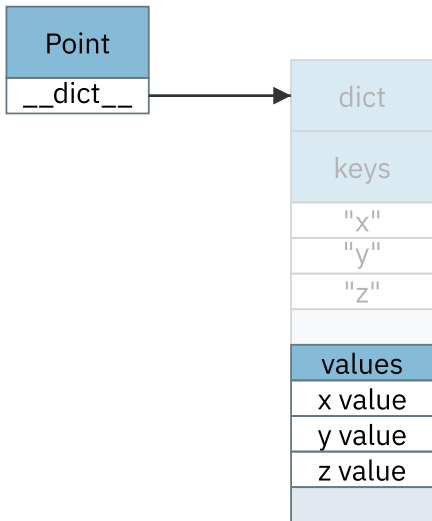 Point
__dict__
dict
keys
"x"
"y"
"z"
values
x value
y value
z value